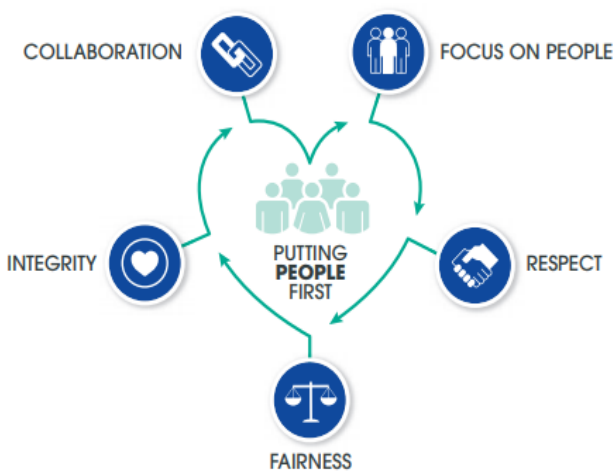 COLLABORATION
FOCUS ON PEOPLE
PUTTING
PEOPLE
FIRST
INTEGRITY
RESPECT
FAIRNESS